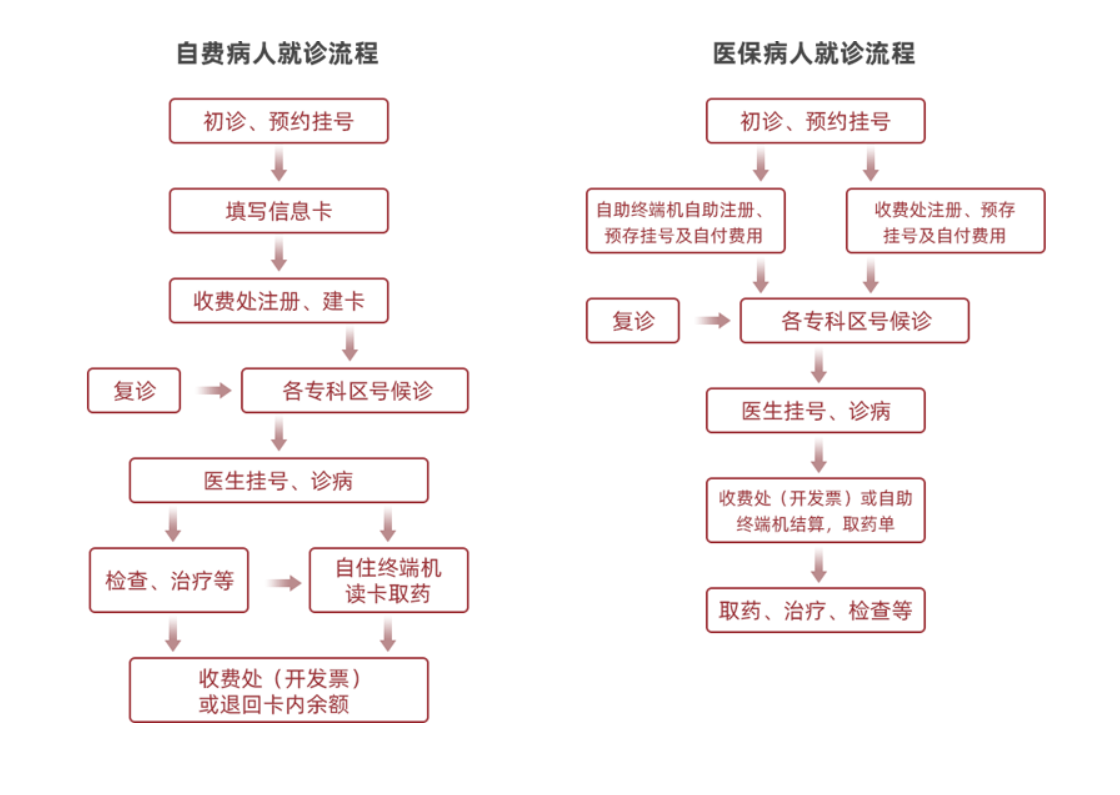 自费病人就诊流程
初诊、预约挂号
填写信息卡
收费处注册、建卡
复诊
各专科区号候诊
医生挂号、诊病
检查、治疗等
自住终端机
读卡取药
收费处（开发票）
或退回卡内余额
医保病人就诊流程
初诊、预约挂号
自助终端机自助注册、
预存挂号及自付费用
收费处注册、预存
挂号及自付费用
复诊
各专科区号候诊
医生挂号、诊病
收费处（开发票）或自助
终端机结算，取药单
取药、治疗、检查等